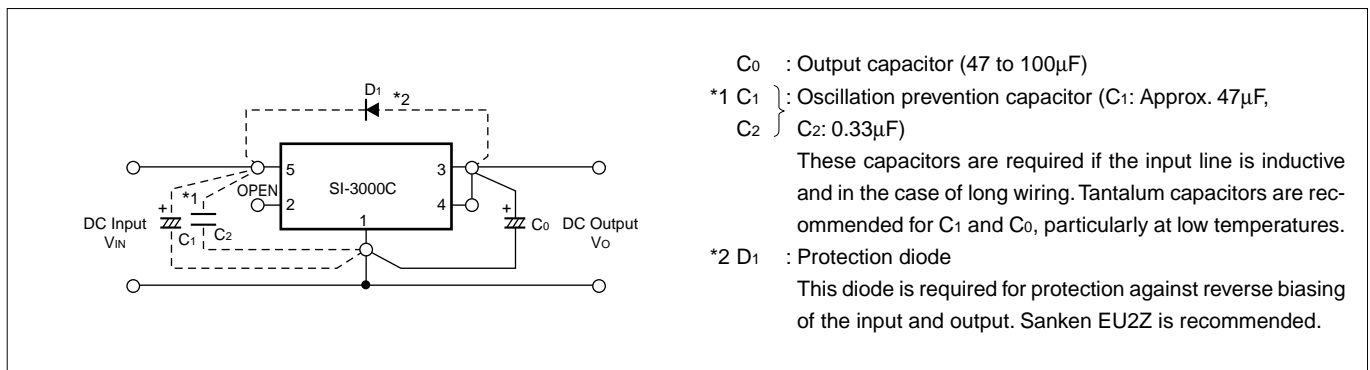 D1
*2
5
3
OPEN
SI-3000C
*1
2
4
1
+
+
DC Input
VIN
C1
C2
C0
DC Output
VO
C0 : Output capacitor (47 to 100µF)
*1 C1 : Oscillation prevention capacitor (C1: Approx. 47µF,
C2 C2: 0.33µF)
These capacitors are required if the input line is inductive
and in the case of long wiring. Tantalum capacitors are rec-
ommended for C1 and C0, particularly at low temperatures.
*2 D1 : Protection diode
This diode is required for protection against reverse biasing
of the input and output. Sanken EU2Z is recommended.